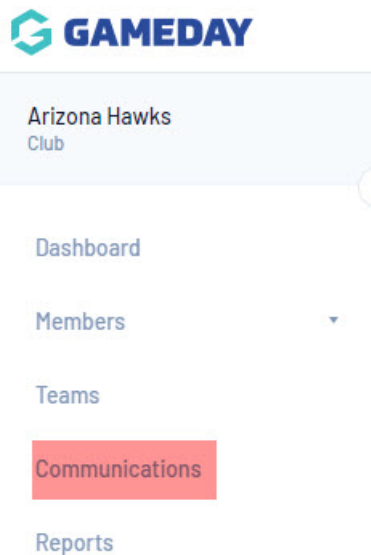 GAMEDAY
Arizona Hawks
Club
Dashboard
Members
Teams
Communications
Reports